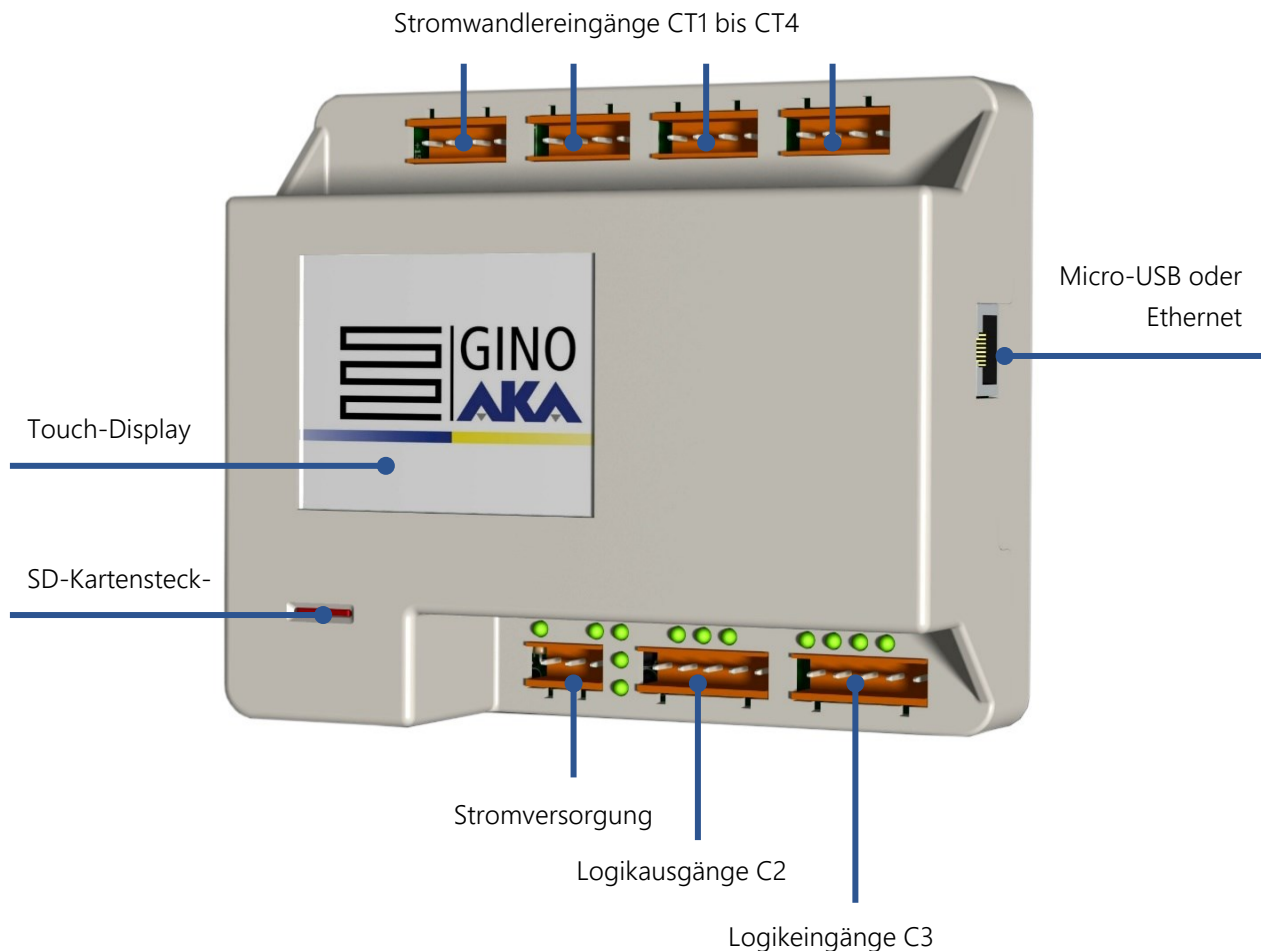 Stromwandlereingänge CT1 bis CT4
Micro-USB oder
Ethernet
GINO
AKA
Touch-Display
SD-Kartensteck-
Stromversorgung
Logikausgänge C2
Logikeingänge C3